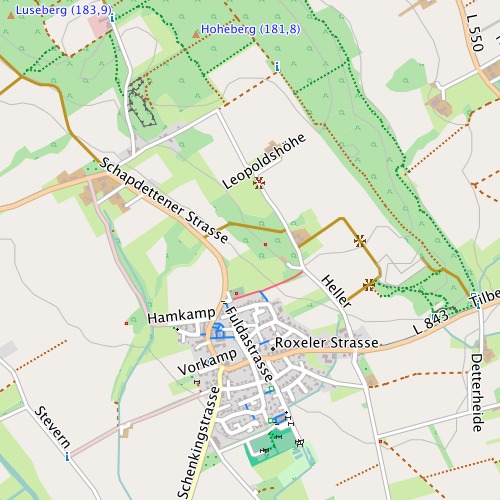 Luseberg (183,9)
Hoheberg (181,8)
L 550
Leopoldshöhe
Schapdettener Strasse
Heller
Hamkamp
Fuldastrasse
L 843
Tilbe
Roxeler Strasse
Vorkamp
Detterheide
Schenkingstrasse
Stevern